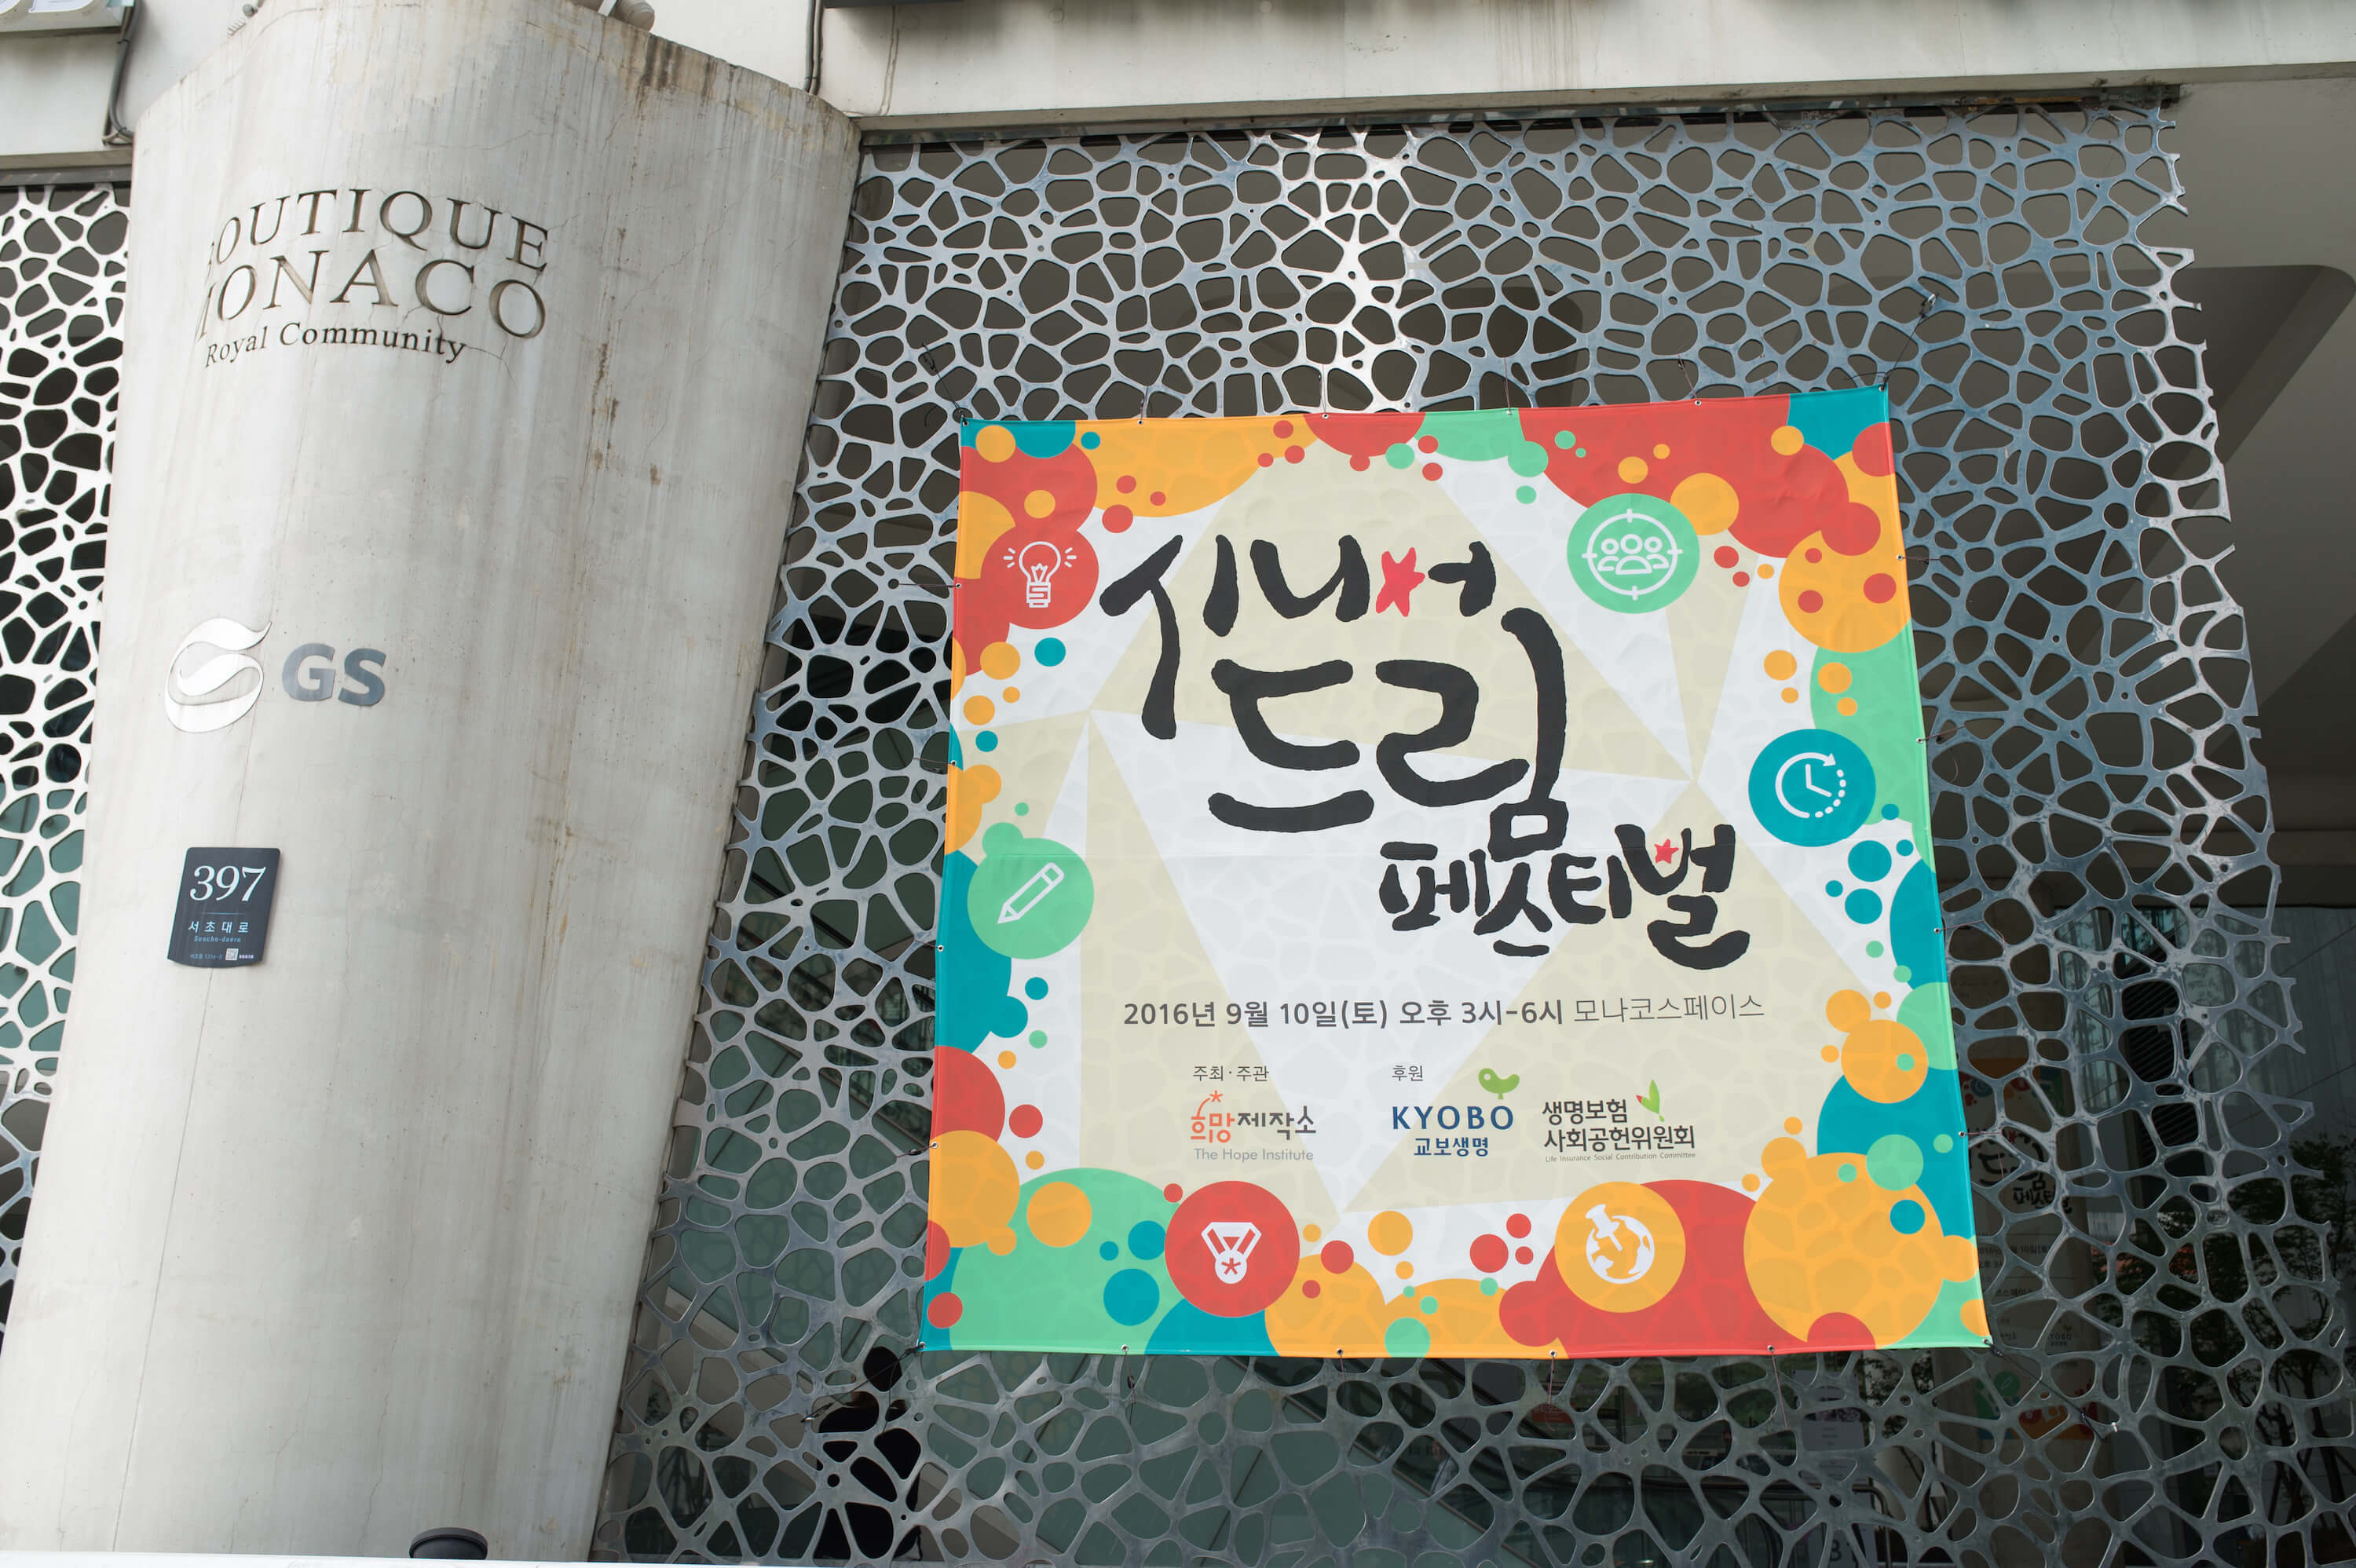 OUTIQUE
MONACO
Royal Community
GS
397
서초대로
Seocho-daero
시니어
드림
페스티벌
2016년 9월 10일(토) 오후 3시-6시 모나코스페이스
주최·주관
희망제작소
The Hope Institute
후원
KYOBO
교보생명
생명보험
사회공헌위원회
Life Insurance Social Contribution Committee